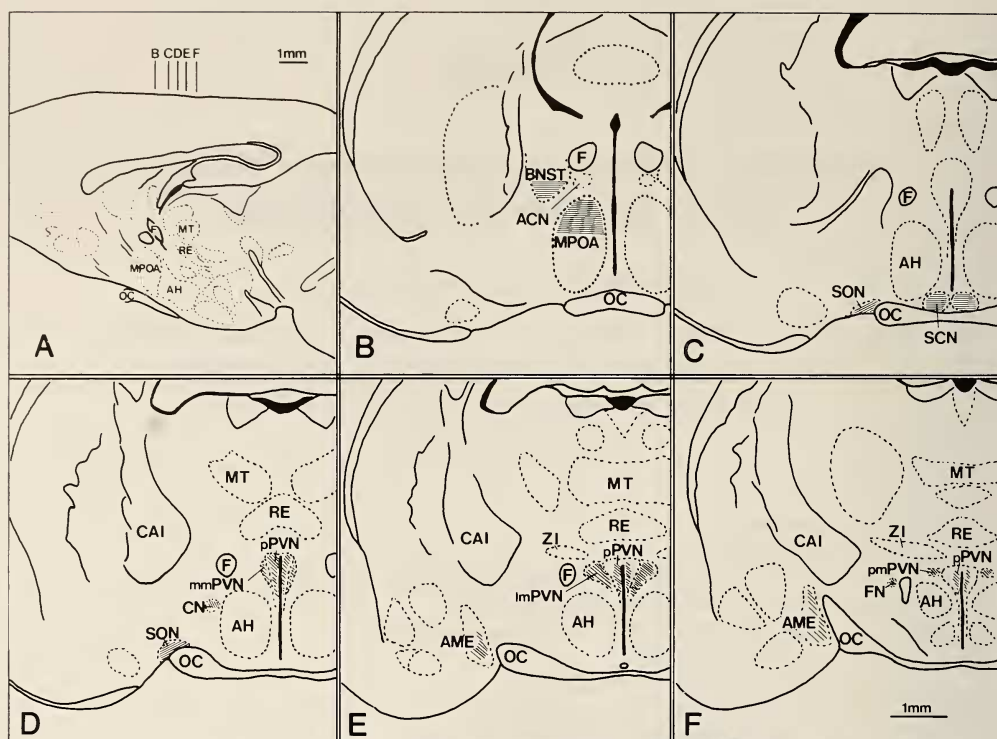 B CDE F
1mm
F
MT
RE
MPOA
AH
OC
A
F
BNST
ACN
MPOA
OC
B
F
AH
SON
OC
SCN
C
MT
RE
pPVN
CAI
F
mmPVN
CN
AH
SON
OC
D
MT
RE
ZI
pPVN
CAI
F
lmPVN
AH
AME
OC
E
MT
ZI
RE
CAI
pPVN
pmPVN
FN
AH
AME
OC
1mm
F